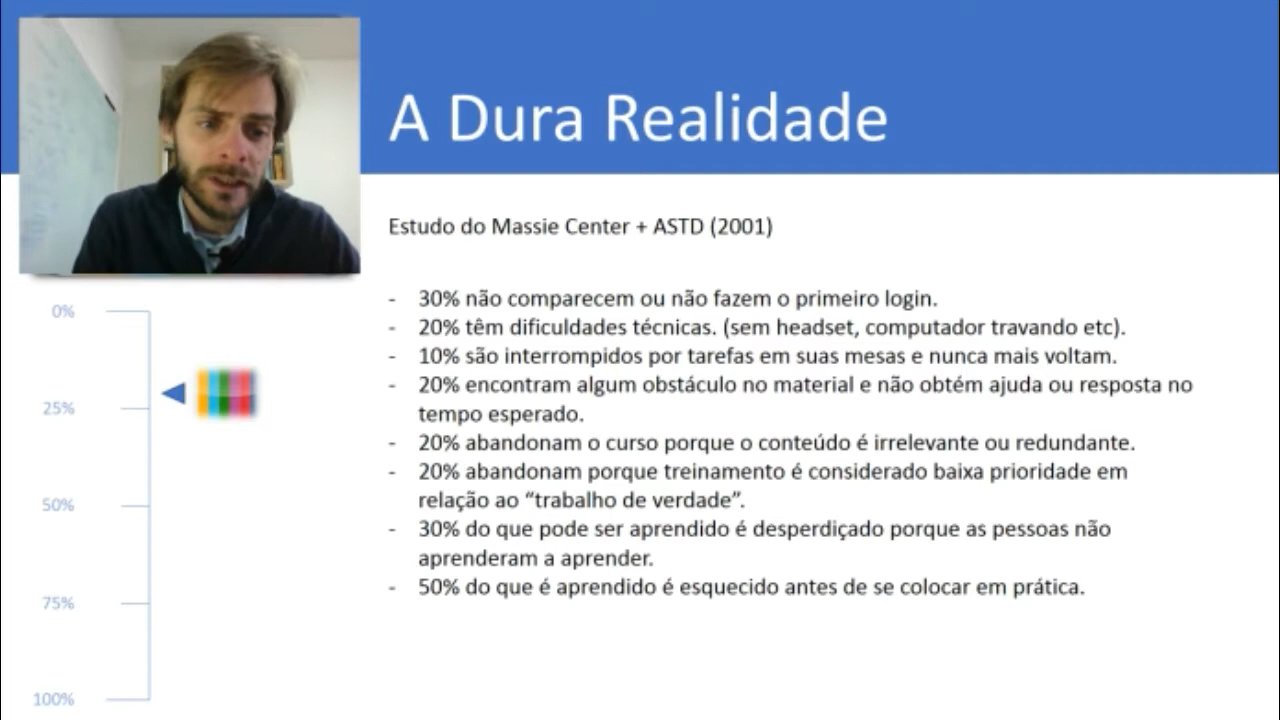 A Dura Realidade
Estudo do Massie Center + ASTD (2001)
- 30% não comparecem ou não fazem o primeiro login.
- 20% têm dificuldades técnicas. (sem headset, computador travando etc).
- 10% são interrompidos por tarefas em suas mesas e nunca mais voltam.
- 20% encontram algum obstáculo no material e não obtém ajuda ou resposta no
tempo esperado.
- 20% abandonam o curso porque o conteúdo é irrelevante ou redundante.
- 20% abandonam porque treinamento é considerado baixa prioridade em
relação ao “trabalho de verdade”.
- 30% do que pode ser aprendido é desperdiçado porque as pessoas não
aprenderam a aprender.
- 50% do que é aprendido é esquecido antes de se colocar em prática.
0%
25%
50%
75%
100%